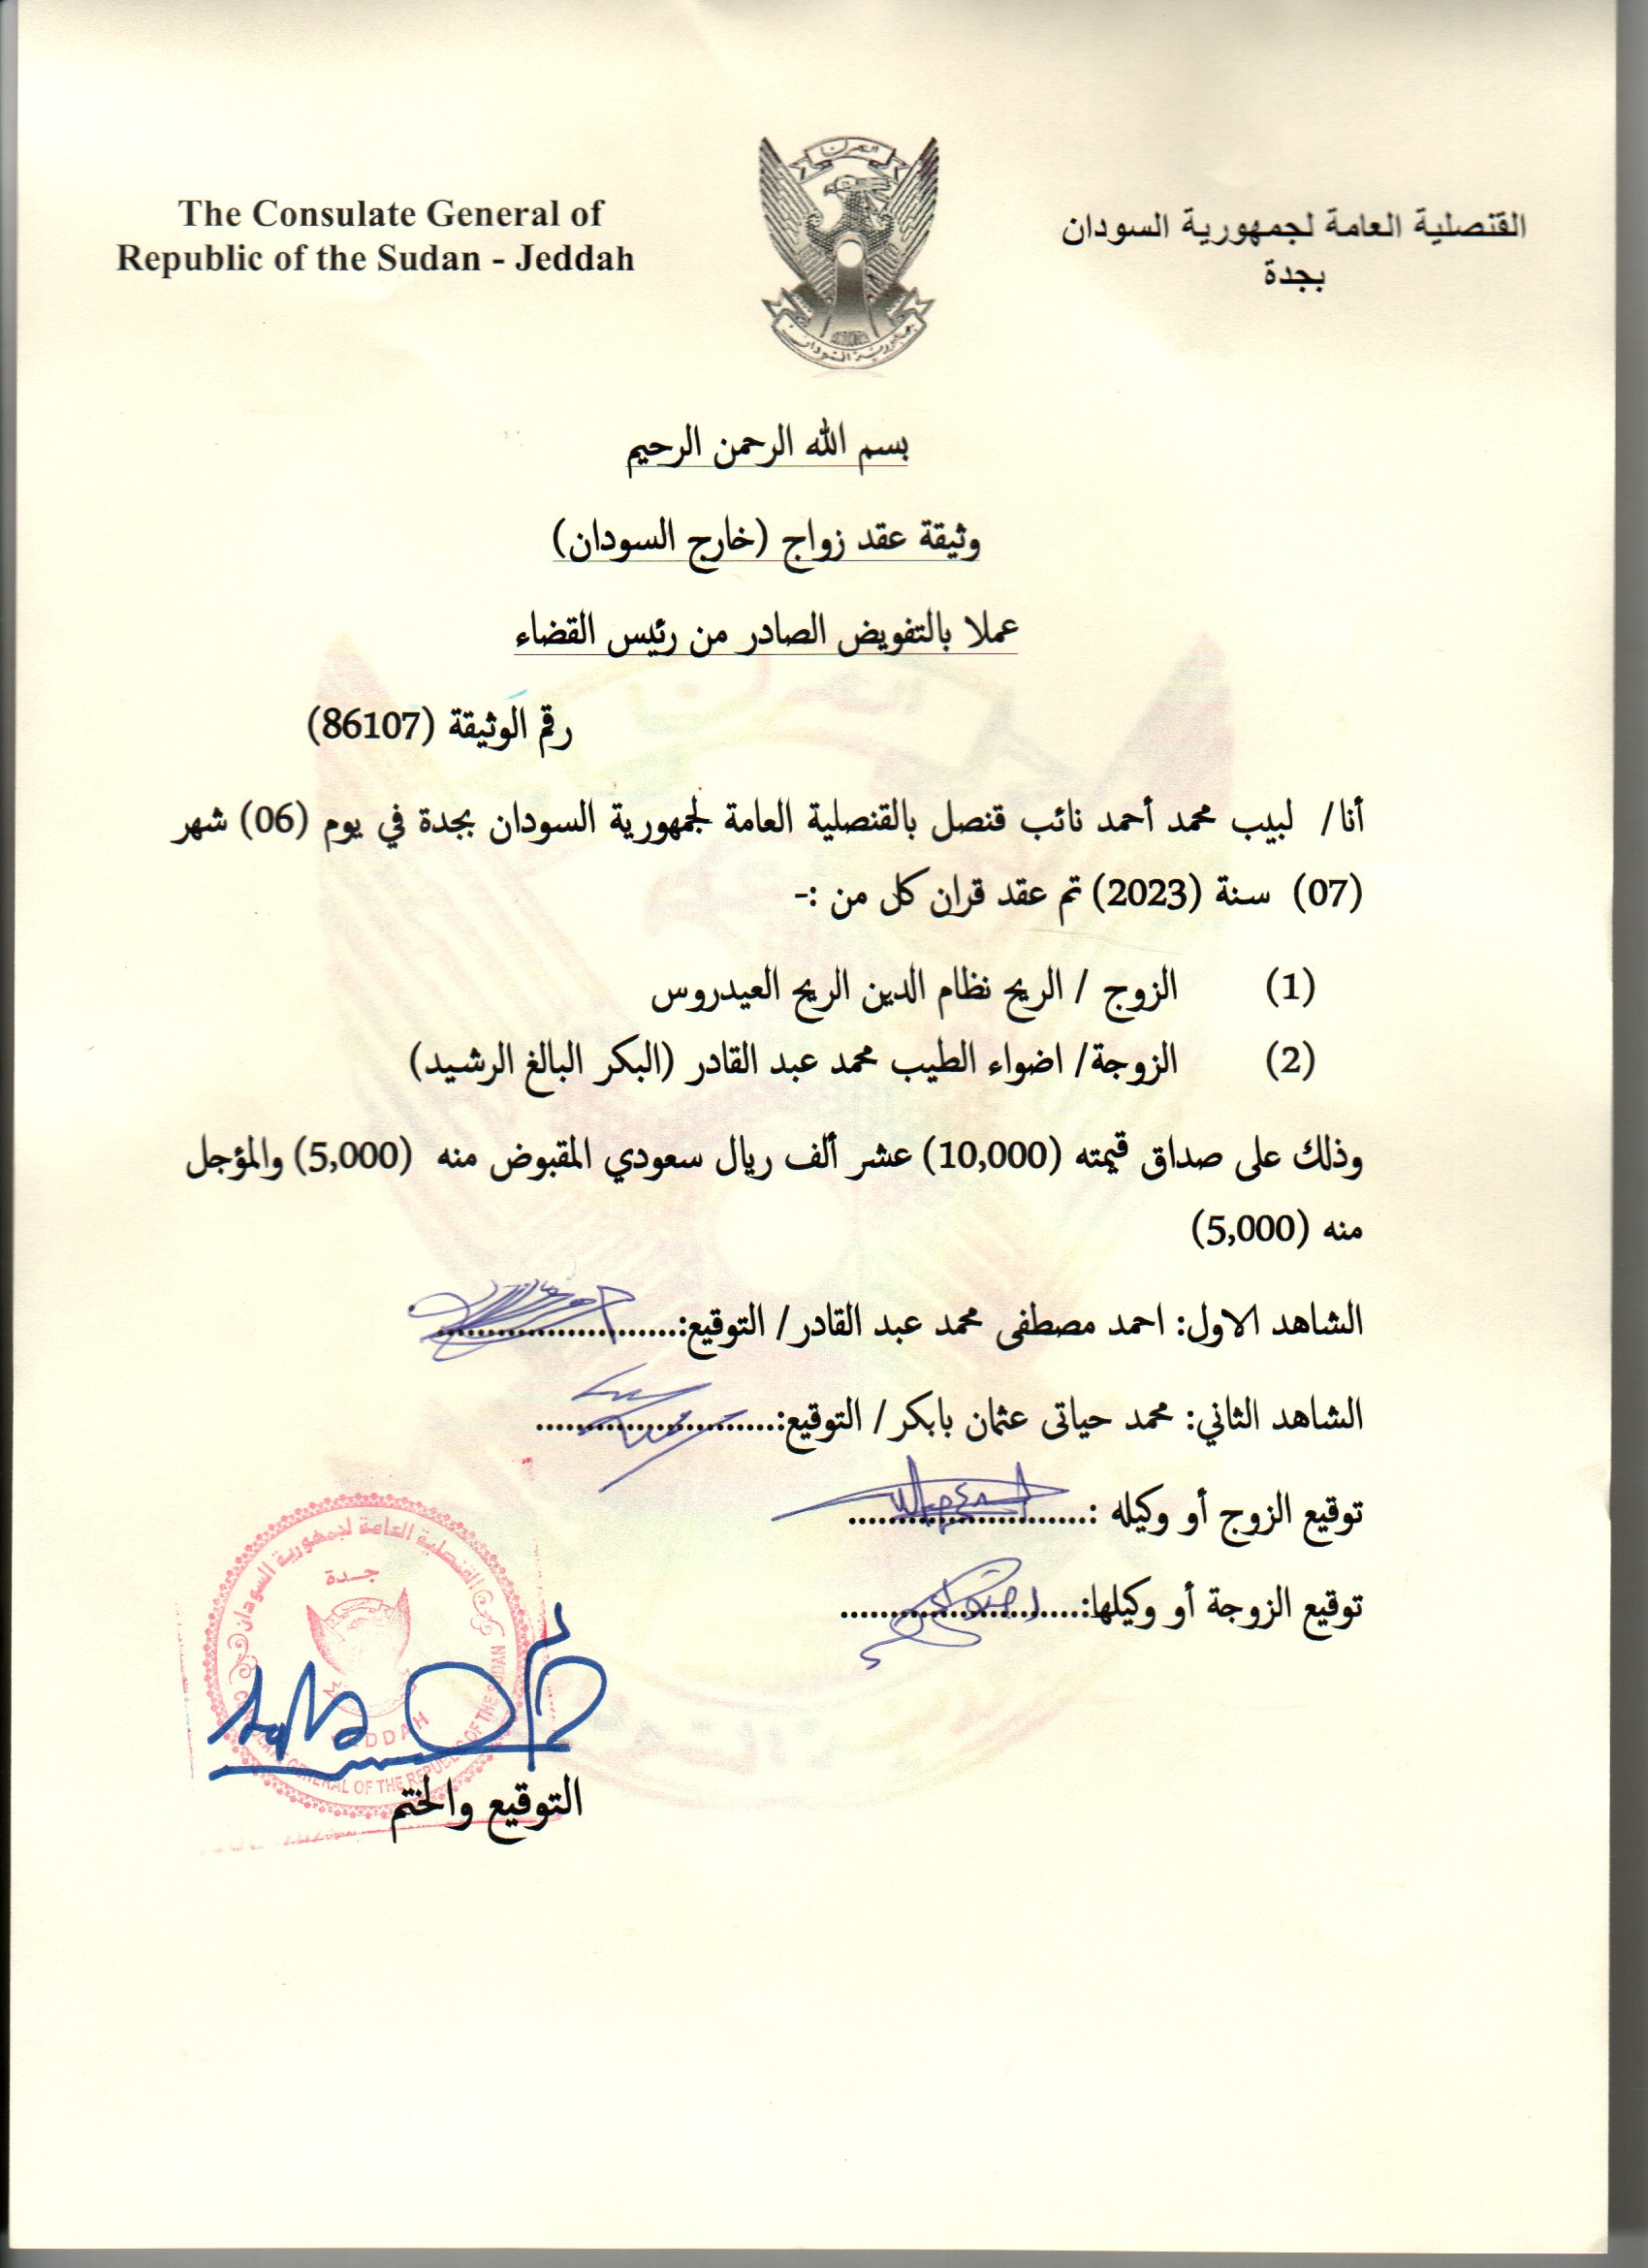 The Consulate General of
Republic of the Sudan - Jeddah
القنصلية العامة لجمهورية السودان
بجدة
جمهورية السودان
بسم الله الرحمن الرحيم
وثيقة عقد زواج (خارج السودان)
عملا بالتفويض الصادر من رئيس القضاء
رقم الوثيقة (86107)
أنا/ لبيب محمد أحمد نائب قنصل بالقنصلية العامة لجمهورية السودان بجدة في يوم (06) شهر
(07) سنة (2023) تم عقد قران كل من :-
(1) الزوج / الريح نظام الدين الريح العيدروس
(2) الزوجة/ اضواء الطيب محمد عبد القادر (البكر البالغ الرشيد)
وذلك على صداق قيمته (10,000) عشر ألف ريال سعودي المقبوض منه (5,000) والمؤجل
منه (5,000)
الشاهد الاول: احمد مصطفى محمد عبد القادر/ التوقيع:........................
الشاهد الثاني: محمد حياتى عثمان بابكر/ التوقيع:........................
توقيع الزوج أو وكيله :........................
توقيع الزوجة أو وكيلها:........................
القنصلية العامة لجمهورية السودان
جدة
JEDDAH
GENERAL OF THE REPUBLIC OF THE SUDAN
التوقيع والختم